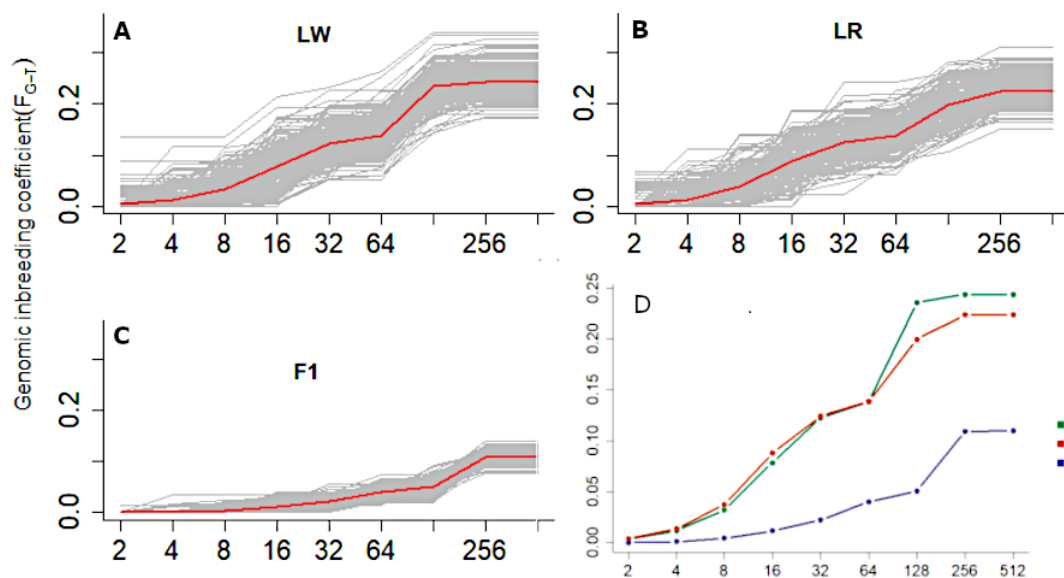 Genomic inbreeding coefficient(F_G-T)
A
LW
0.2
0.0
2 4 8 16 32 64 256
B
LR
0.2
0.0
2 4 8 16 32 64 256
C
F1
0.2
0.0
2 4 8 16 32 64 256
D
0.25
0.20
0.15
0.10
0.05
0.00
2 4 8 16 32 64 128 256 512